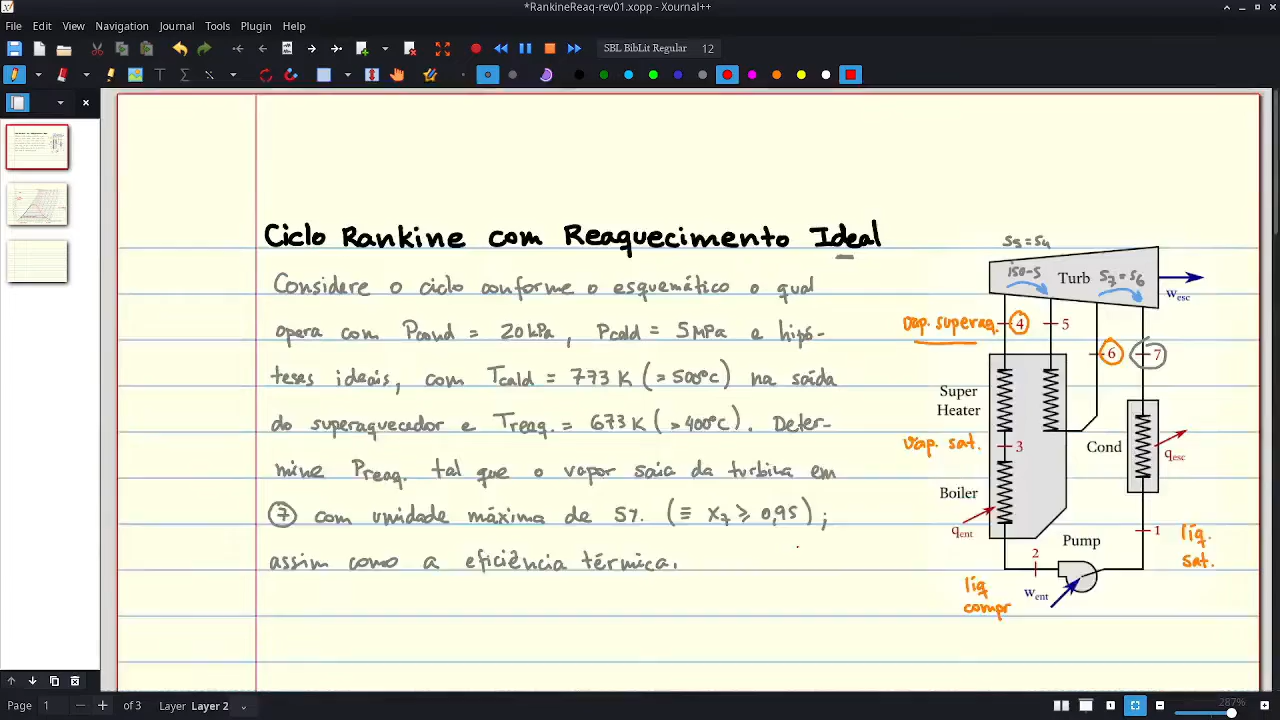 *RankineReaq-rev01.xopp - Xournal++
File Edit View Navigation Journal Tools Plugin Help
SBL BibLit Regular 12
Ciclo Rankine com Reaquecimento Ideal
Considere o ciclo conforme o esquemático o qual
opera com Pcond = 20 kPa, Pcald = 5 MPa e hipó-
teses ideais, com Tcald = 773 K (=500°C) na saída
do superaquecedor e Treaq. = 673 K (=400°C). Deter-
mine Preaq. tal que o vapor saia da turbina em
7 com umidade máxima de 5%. (≡ x7 ≥ 0,95);
assim como a eficiência térmica.
s5 = s4
iso-s
Turb
s7 = s6
wesc
vap. superaq.
4
5
6
7
Super
Heater
vap. sat.
3
Cond
qesc
Boiler
qent
1
líq.
sat.
Pump
2
líq
compr
went
Page 1 of 3 Layer Layer 2
287%